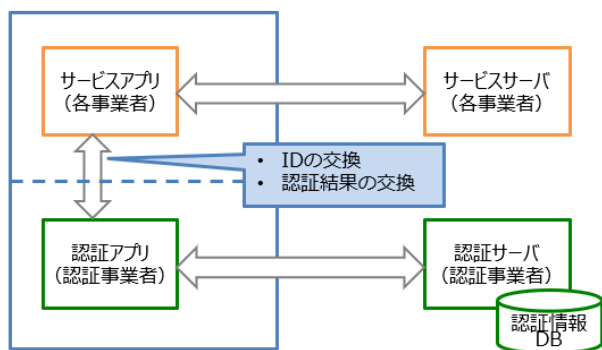 サービスアプリ
（各事業者）
サービスサーバ
（各事業者）
• IDの交換
• 認証結果の交換
認証アプリ
（認証事業者）
認証サーバ
（認証事業者）
認証情報
DB